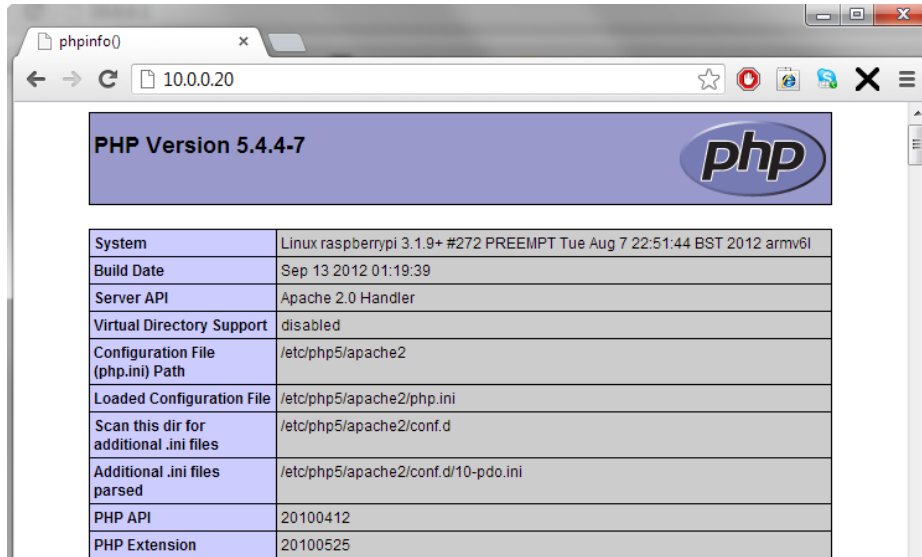 phpinfo()
10.0.0.20
PHP Version 5.4.4-7
php
System Linux raspberrypi 3.1.9+ #272 PREEMPT Tue Aug 7 22:51:44 BST 2012 armv6l
Build Date Sep 13 2012 01:19:39
Server API Apache 2.0 Handler
Virtual Directory Support disabled
Configuration File /etc/php5/apache2
(php.ini) Path
Loaded Configuration File /etc/php5/apache2/php.ini
Scan this dir for /etc/php5/apache2/conf.d
additional .ini files
Additional .ini files /etc/php5/apache2/conf.d/10-pdo.ini
parsed
PHP API 20100412
PHP Extension 20100525